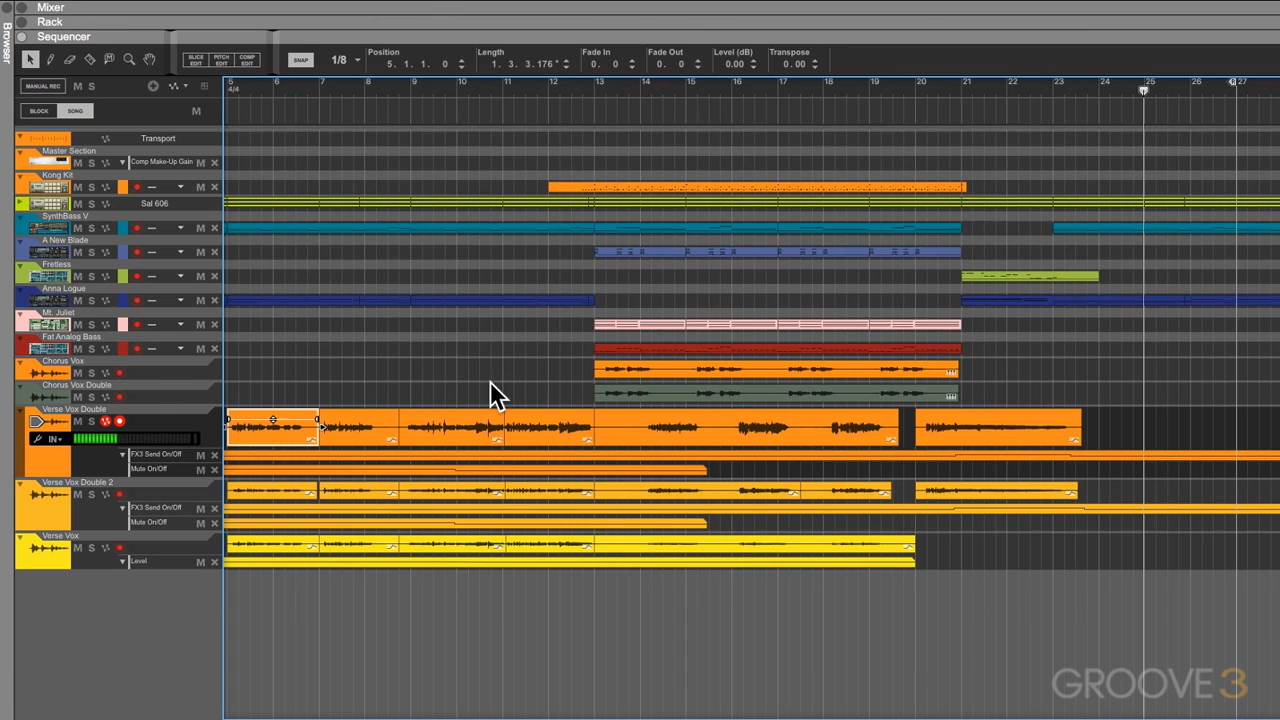 Mixer
Rack
Sequencer
Browser
SLICE EDIT
PITCH EDIT
COMP EDIT
SNAP
1/8
Position
5. 1. 1. 0
Length
1. 3. 3.176*
Fade In
0. 0
Fade Out
0. 0
Level (dB)
0.00
Transpose
0.00
MANUAL REC
M S
BLOCK
SONG
M
5 6 7 8 9 10 11 12 13 14 15 16 17 18 19 20 21 22 23 24 25 26 27
4/4
Transport
Master Section
M S
Comp Make-Up Gain M
Kong Kit
M S
M
Sal 606
M S
SynthBass V
M S
M
A New Blade
M S
M
Fretless
M S
M
Anna Logue
M S
M
Mt. Juliet
M S
M
Fat Analog Bass
M S
M
Chorus Vox
M S
Chorus Vox Double
M S
Verse Vox Double
M S
IN
FX3 Send On/Off M
Mute On/Off M
Verse Vox Double 2
M S
FX3 Send On/Off M
Mute On/Off M
Verse Vox
M S
Level M
GROOVE3